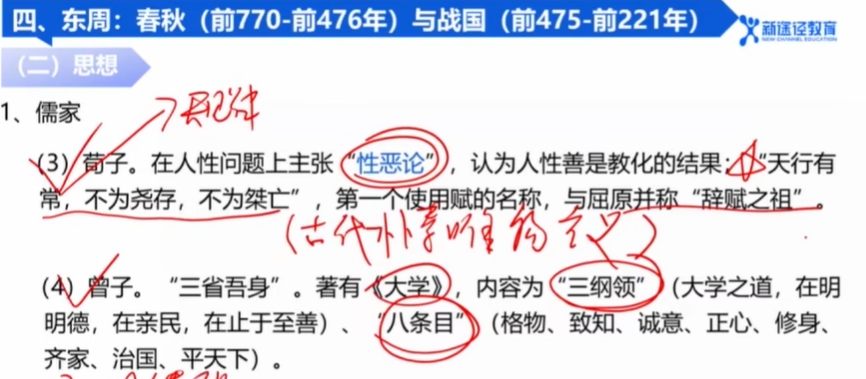 四、东周：春秋（前770-前476年）与战国（前475-前221年）
新途径教育
NEW CHANNEL EDUCATION
（二）思想
1、儒家
→规律
（3）荀子。在人性问题上主张“性恶论”，认为人性善是教化的结果；“天行有
常，不为尧存，不为桀亡”，第一个使用赋的名称，与屈原并称“辞赋之祖”。
（古代朴素唯物主义）
（4）曾子。“三省吾身”。著有《大学》，内容为“三纲领”（大学之道，在明
明德，在亲民，在止于至善）、“八条目”（格物、致知、诚意、正心、修身、
齐家、治国、平天下）。